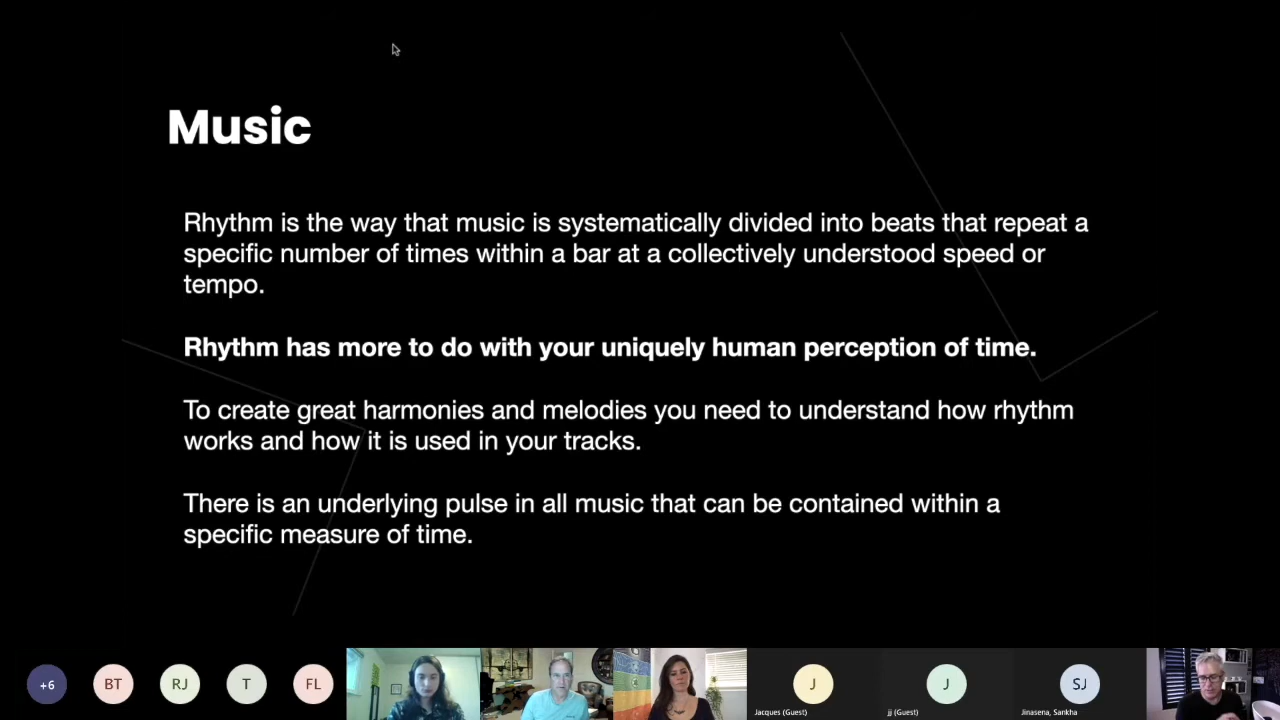 Music
Rhythm is the way that music is systematically divided into beats that repeat a
specific number of times within a bar at a collectively understood speed or
tempo.
Rhythm has more to do with your uniquely human perception of time.
To create great harmonies and melodies you need to understand how rhythm
works and how it is used in your tracks.
There is an underlying pulse in all music that can be contained within a
specific measure of time.
+6
BT
RJ
T
FL
J
Jacques (Guest)
J
jj (Guest)
SJ
Jinasena, Sankha